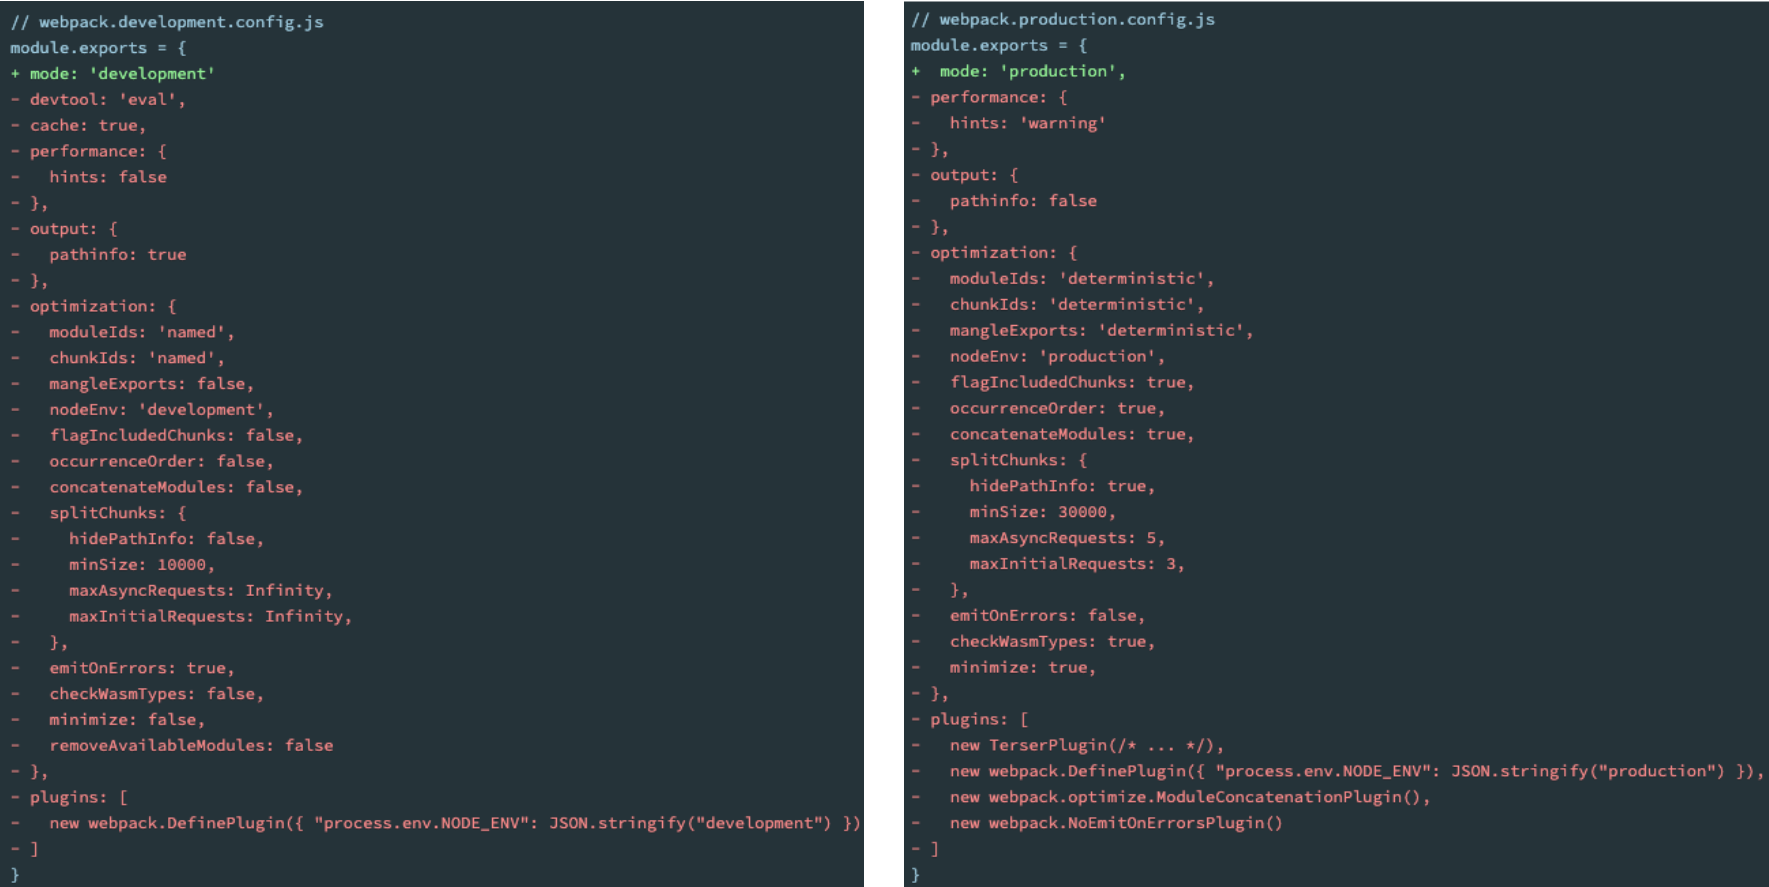 // webpack.development.config.js
module.exports = {
+ mode: 'development'
- devtool: 'eval',
- cache: true,
- performance: {
-   hints: false
- },
- output: {
-   pathinfo: true
- },
- optimization: {
-   moduleIds: 'named',
-   chunkIds: 'named',
-   mangleExports: false,
-   nodeEnv: 'development',
-   flagIncludedChunks: false,
-   occurrenceOrder: false,
-   concatenateModules: false,
-   splitChunks: {
-     hidePathInfo: false,
-     minSize: 10000,
-     maxAsyncRequests: Infinity,
-     maxInitialRequests: Infinity,
-   },
-   emitOnErrors: true,
-   checkWasmTypes: false,
-   minimize: false,
-   removeAvailableModules: false
- },
- plugins: [
-   new webpack.DefinePlugin({ "process.env.NODE_ENV": JSON.stringify("development") })
- ]
}
// webpack.production.config.js
module.exports = {
+  mode: 'production',
- performance: {
-   hints: 'warning'
- },
- output: {
-   pathinfo: false
- },
- optimization: {
-   moduleIds: 'deterministic',
-   chunkIds: 'deterministic',
-   mangleExports: 'deterministic',
-   nodeEnv: 'production',
-   flagIncludedChunks: true,
-   occurrenceOrder: true,
-   concatenateModules: true,
-   splitChunks: {
-     hidePathInfo: true,
-     minSize: 30000,
-     maxAsyncRequests: 5,
-     maxInitialRequests: 3,
-   },
-   emitOnErrors: false,
-   checkWasmTypes: true,
-   minimize: true,
- },
- plugins: [
-   new TerserPlugin(/* ... */),
-   new webpack.DefinePlugin({ "process.env.NODE_ENV": JSON.stringify("production") }),
-   new webpack.optimize.ModuleConcatenationPlugin(),
-   new webpack.NoEmitOnErrorsPlugin()
- ]
}